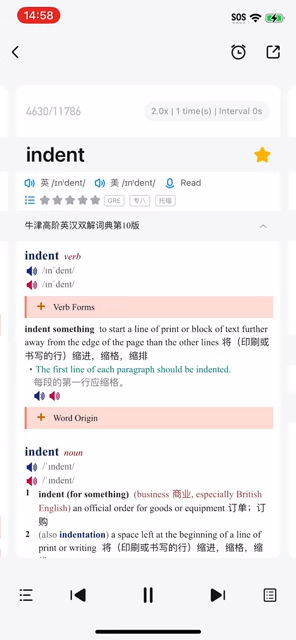 14:58
SOS
4630/11786
2.0x | 1 time(s) | Interval 0s
indent
英 /ɪn'dent/ 美 /ɪn'dent/ Read
GRE 专八 托福
牛津高阶英汉双解词典第10版
indent verb
/ɪnˈdent/
/ɪnˈdent/
+ Verb Forms
indent something to start a line of print or block of text further
away from the edge of the page than the other lines 将（印刷或
书写的行）缩进，缩格，缩排
• The first line of each paragraph should be indented.
每段的第一行应缩格。
+ Word Origin
indent noun
/ˈɪndent/
/ˈɪndent/
1 indent (for something) (business 商业, especially British
English) an official order for goods or equipment 订单；订
购
2 (also indentation) a space left at the beginning of a line of
print or writing 将（印刷或书写的行）缩进，缩格，缩